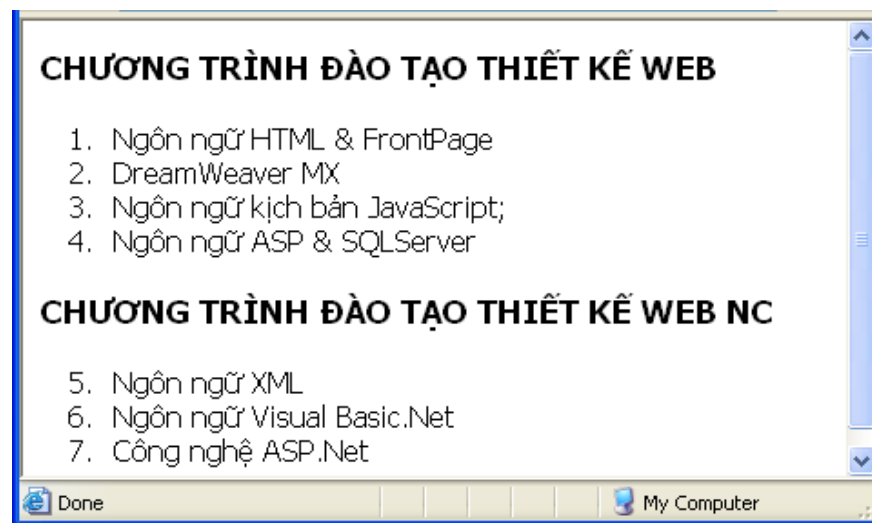 CHƯƠNG TRÌNH ĐÀO TẠO THIẾT KẾ WEB
1. Ngôn ngữ HTML & FrontPage
2. DreamWeaver MX
3. Ngôn ngữ kịch bản JavaScript;
4. Ngôn ngữ ASP & SQLServer
CHƯƠNG TRÌNH ĐÀO TẠO THIẾT KẾ WEB NC
5. Ngôn ngữ XML
6. Ngôn ngữ Visual Basic.Net
7. Công nghệ ASP.Net
Done My Computer